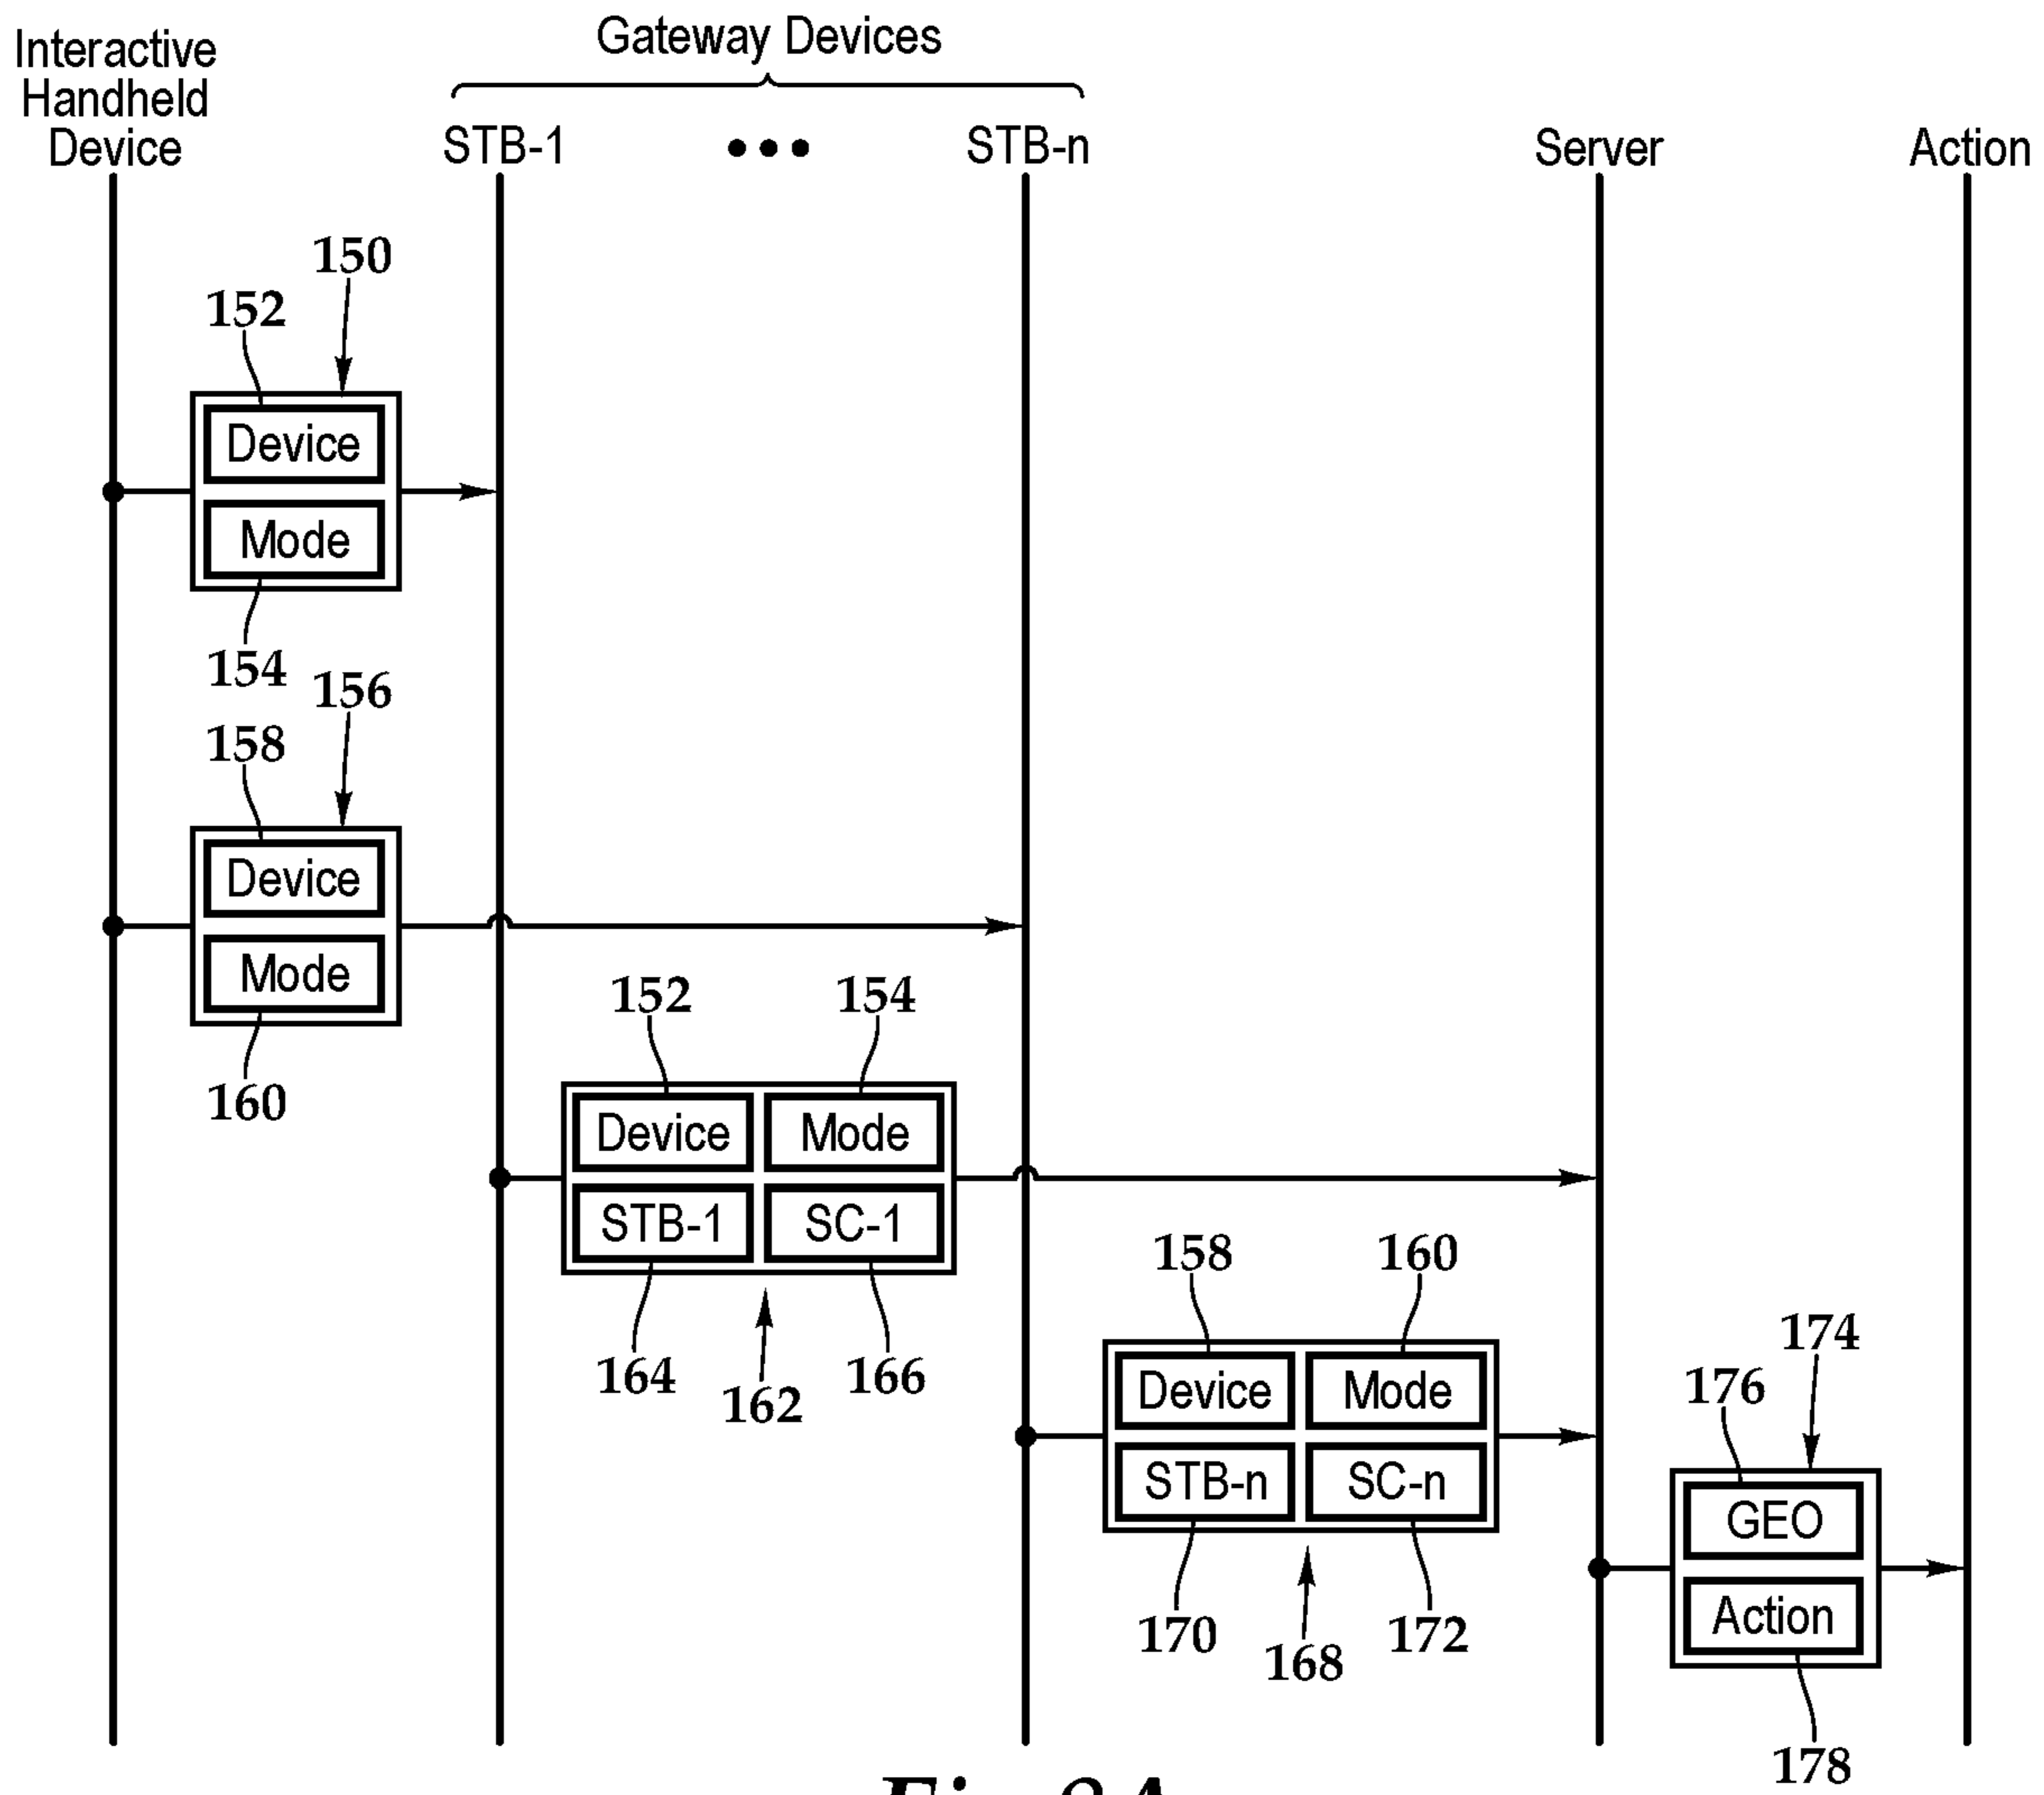 Interactive
Handheld
Device
Gateway Devices
STB-1
•••
STB-n
Server
Action
150
152
Device
Mode
154
156
158
Device
Mode
160
152
154
Device
Mode
STB-1
SC-1
164
162
166
158
160
Device
Mode
STB-n
SC-n
170
168
172
174
176
GEO
Action
178